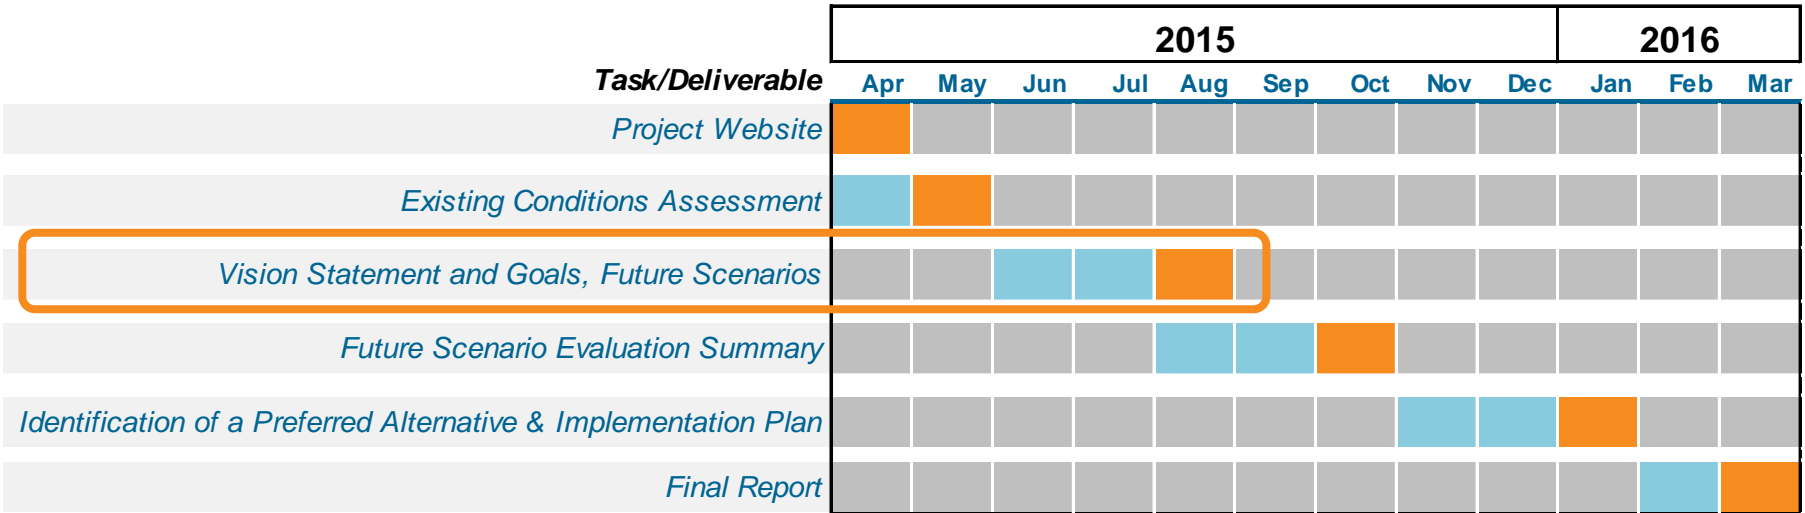 2015 2016
Task/Deliverable Apr May Jun Jul Aug Sep Oct Nov Dec Jan Feb Mar
Project Website
Existing Conditions Assessment
Vision Statement and Goals, Future Scenarios
Future Scenario Evaluation Summary
Identification of a Preferred Alternative & Implementation Plan
Final Report